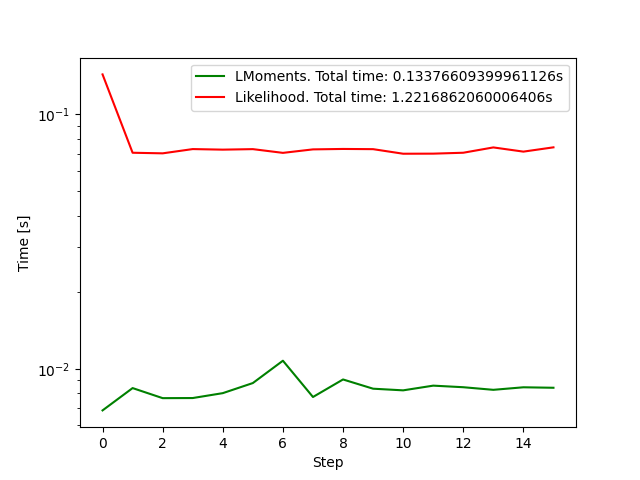 LMoments. Total time: 0.13376609399961126s
Likelihood. Total time: 1.2216862060006406s
10⁻¹
10⁻²
Time [s]
0 2 4 6 8 10 12 14
Step